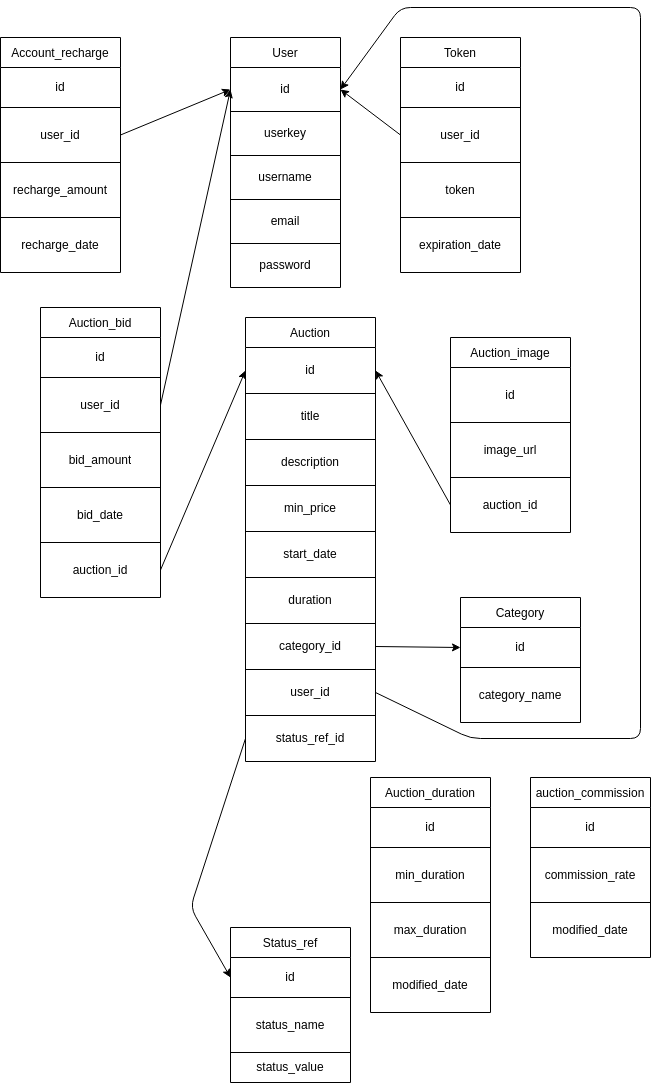 Account_recharge
id
user_id
recharge_amount
recharge_date
User
id
userkey
username
email
password
Token
id
user_id
token
expiration_date
Auction_bid
id
user_id
bid_amount
bid_date
auction_id
Auction
id
title
description
min_price
start_date
duration
category_id
user_id
status_ref_id
Auction_image
id
image_url
auction_id
Category
id
category_name
Auction_duration
id
min_duration
max_duration
modified_date
auction_commission
id
commission_rate
modified_date
Status_ref
id
status_name
status_value